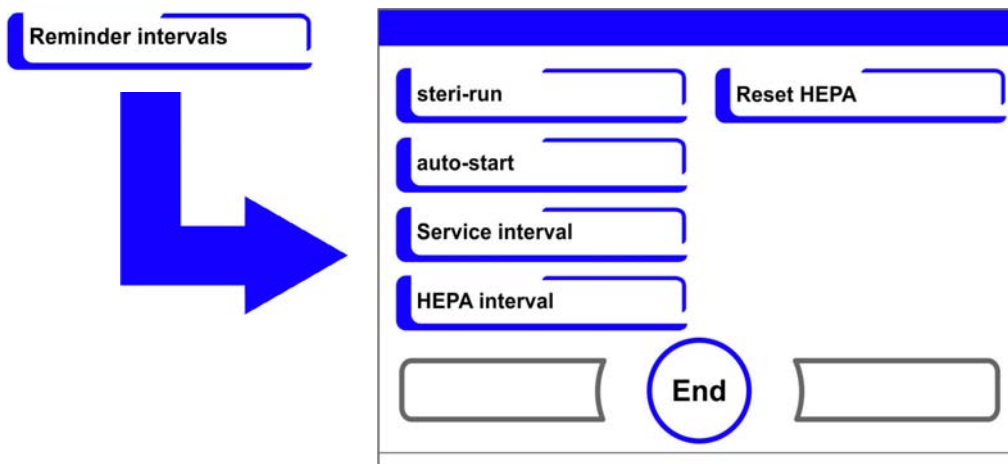 Reminder intervals
steri-run
Reset HEPA
auto-start
Service interval
HEPA interval
End